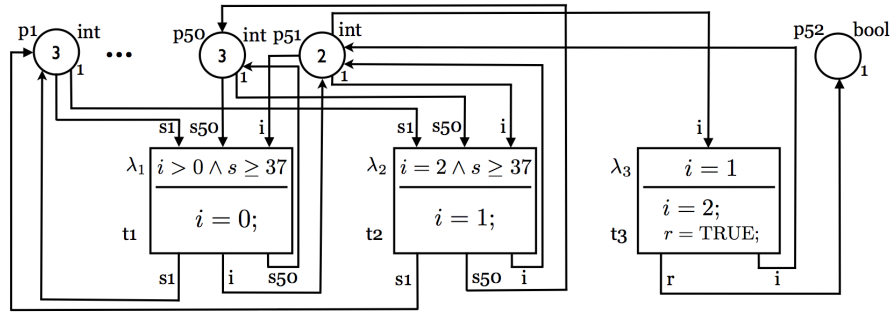 p1 int p50 int p51 int p52 bool
3 ... 3 2
1 1 1 1
s1 s50 i s1 s50 i i
λ1 i > 0 ∧ s ≥ 37 λ2 i = 2 ∧ s ≥ 37 λ3 i = 1
t1 i = 0; t2 i = 1; t3 i = 2;
r = TRUE;
s1 i s50 s1 s50 i r i